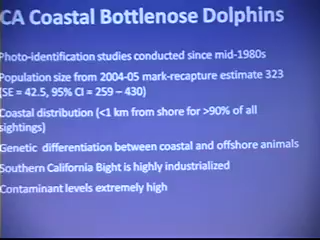 CA Coastal Bottlenose Dolphins
Photo-identification studies conducted since mid-1980s
Population size from 2004-05 mark-recapture estimate 323
(SE = 42.5, 95% CI = 259 – 430)
Coastal distribution (<1 km from shore for >90% of all
sightings)
Genetic differentiation between coastal and offshore animals
Southern California Bight is highly industrialized
Contaminant levels extremely high